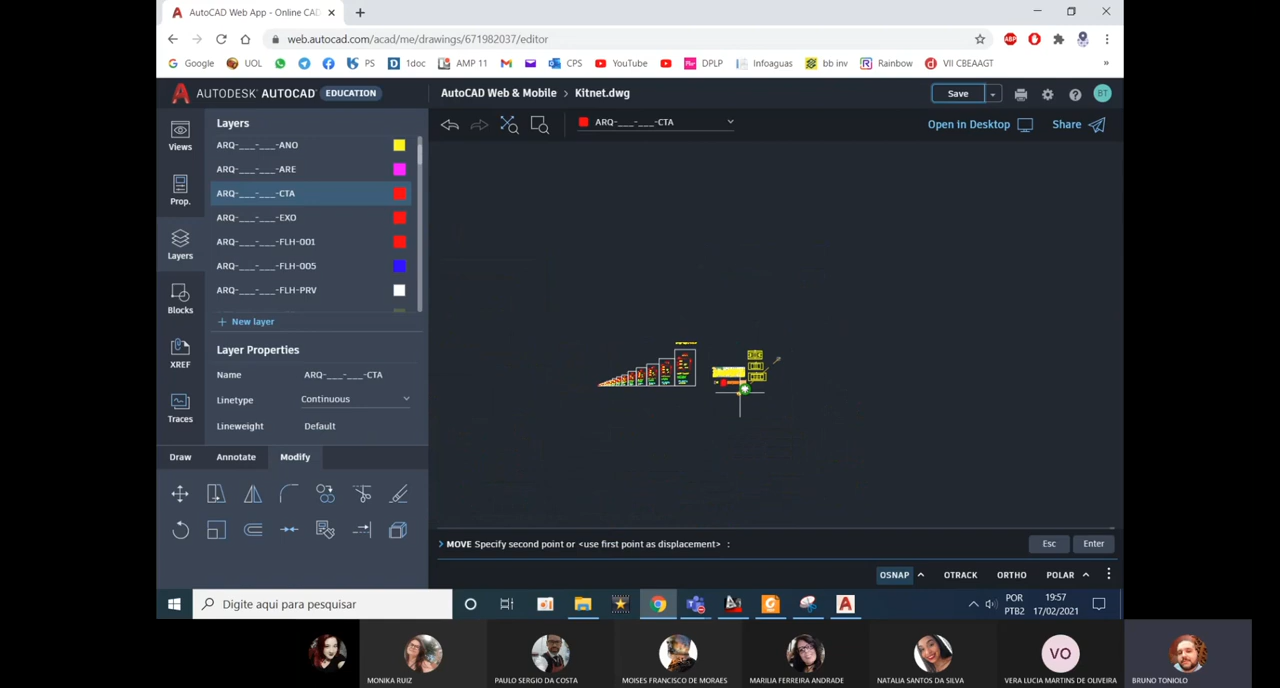 AutoCAD Web App - Online CAD
web.autocad.com/acad/me/drawings/671982037/editor
ABP
Google
UOL
PS
1doc
AMP 11
CPS
YouTube
DPLP
Infoaguas
bb inv
Rainbow
VII CBEAAGT
»
AUTODESK AUTOCAD EDUCATION
AutoCAD Web & Mobile > Kitnet.dwg
Save
BT
Layers
ARQ-___-___-CTA
Open in Desktop
Share
Views
Prop.
Layers
Blocks
XREF
Traces
ARQ-___-___-ANO
ARQ-___-___-ARE
ARQ-___-___-CTA
ARQ-___-___-EXO
ARQ-___-___-FLH-001
ARQ-___-___-FLH-005
ARQ-___-___-FLH-PRV
+ New layer
Layer Properties
Name ARQ-___-___-CTA
Linetype Continuous
Lineweight Default
Draw Annotate Modify
> MOVE Specify second point or <use first point as displacement> :
Esc Enter
OSNAP OTRACK ORTHO POLAR
Digite aqui para pesquisar
POR
PTB2
19:57
17/02/2021
VO
MONIKA RUIZ
PAULO SERGIO DA COSTA
MOISES FRANCISCO DE MORAES
MARILIA FERREIRA ANDRADE
NATALIA SANTOS DA SILVA
VERA LUCIA MARTINS DE OLIVEIRA
BRUNO TONIOLO